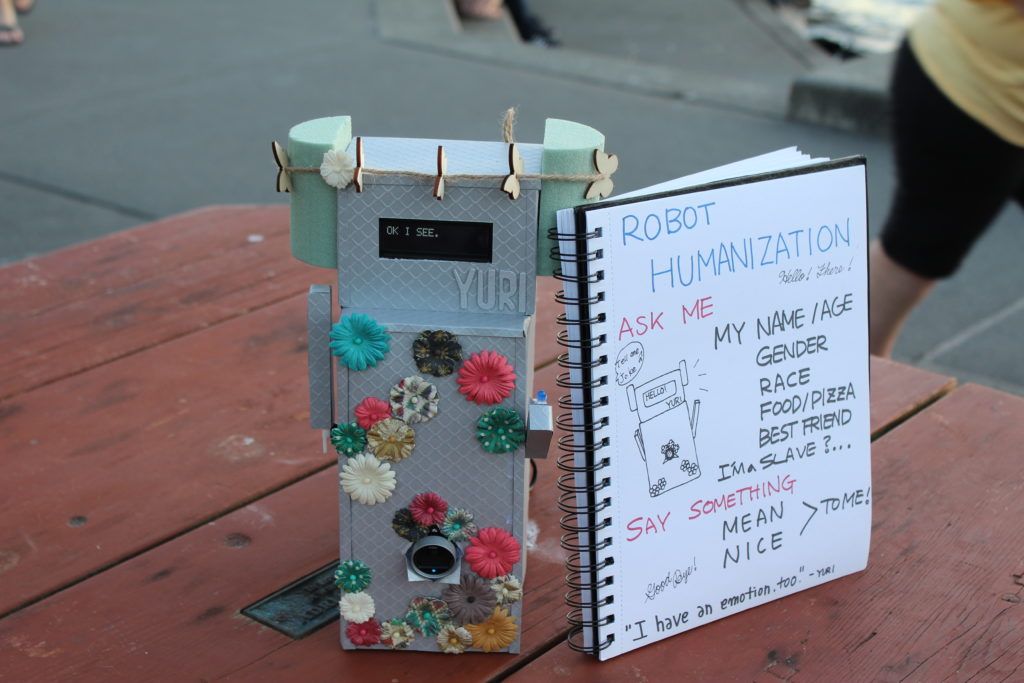 OK I SEE.
YURI
ROBOT
HUMANIZATION
Hello! There!
ASK ME
MY NAME/AGE
GENDER
RACE
FOOD/PIZZA
BEST FRIEND
I'M a SLAVE?...
Tell me
HELLO!
YURI
SAY SOMETHING
MEAN
NICE
> TO ME!
Good Bye!
"I have an emotion.too." -YURI